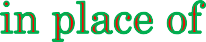 in place of